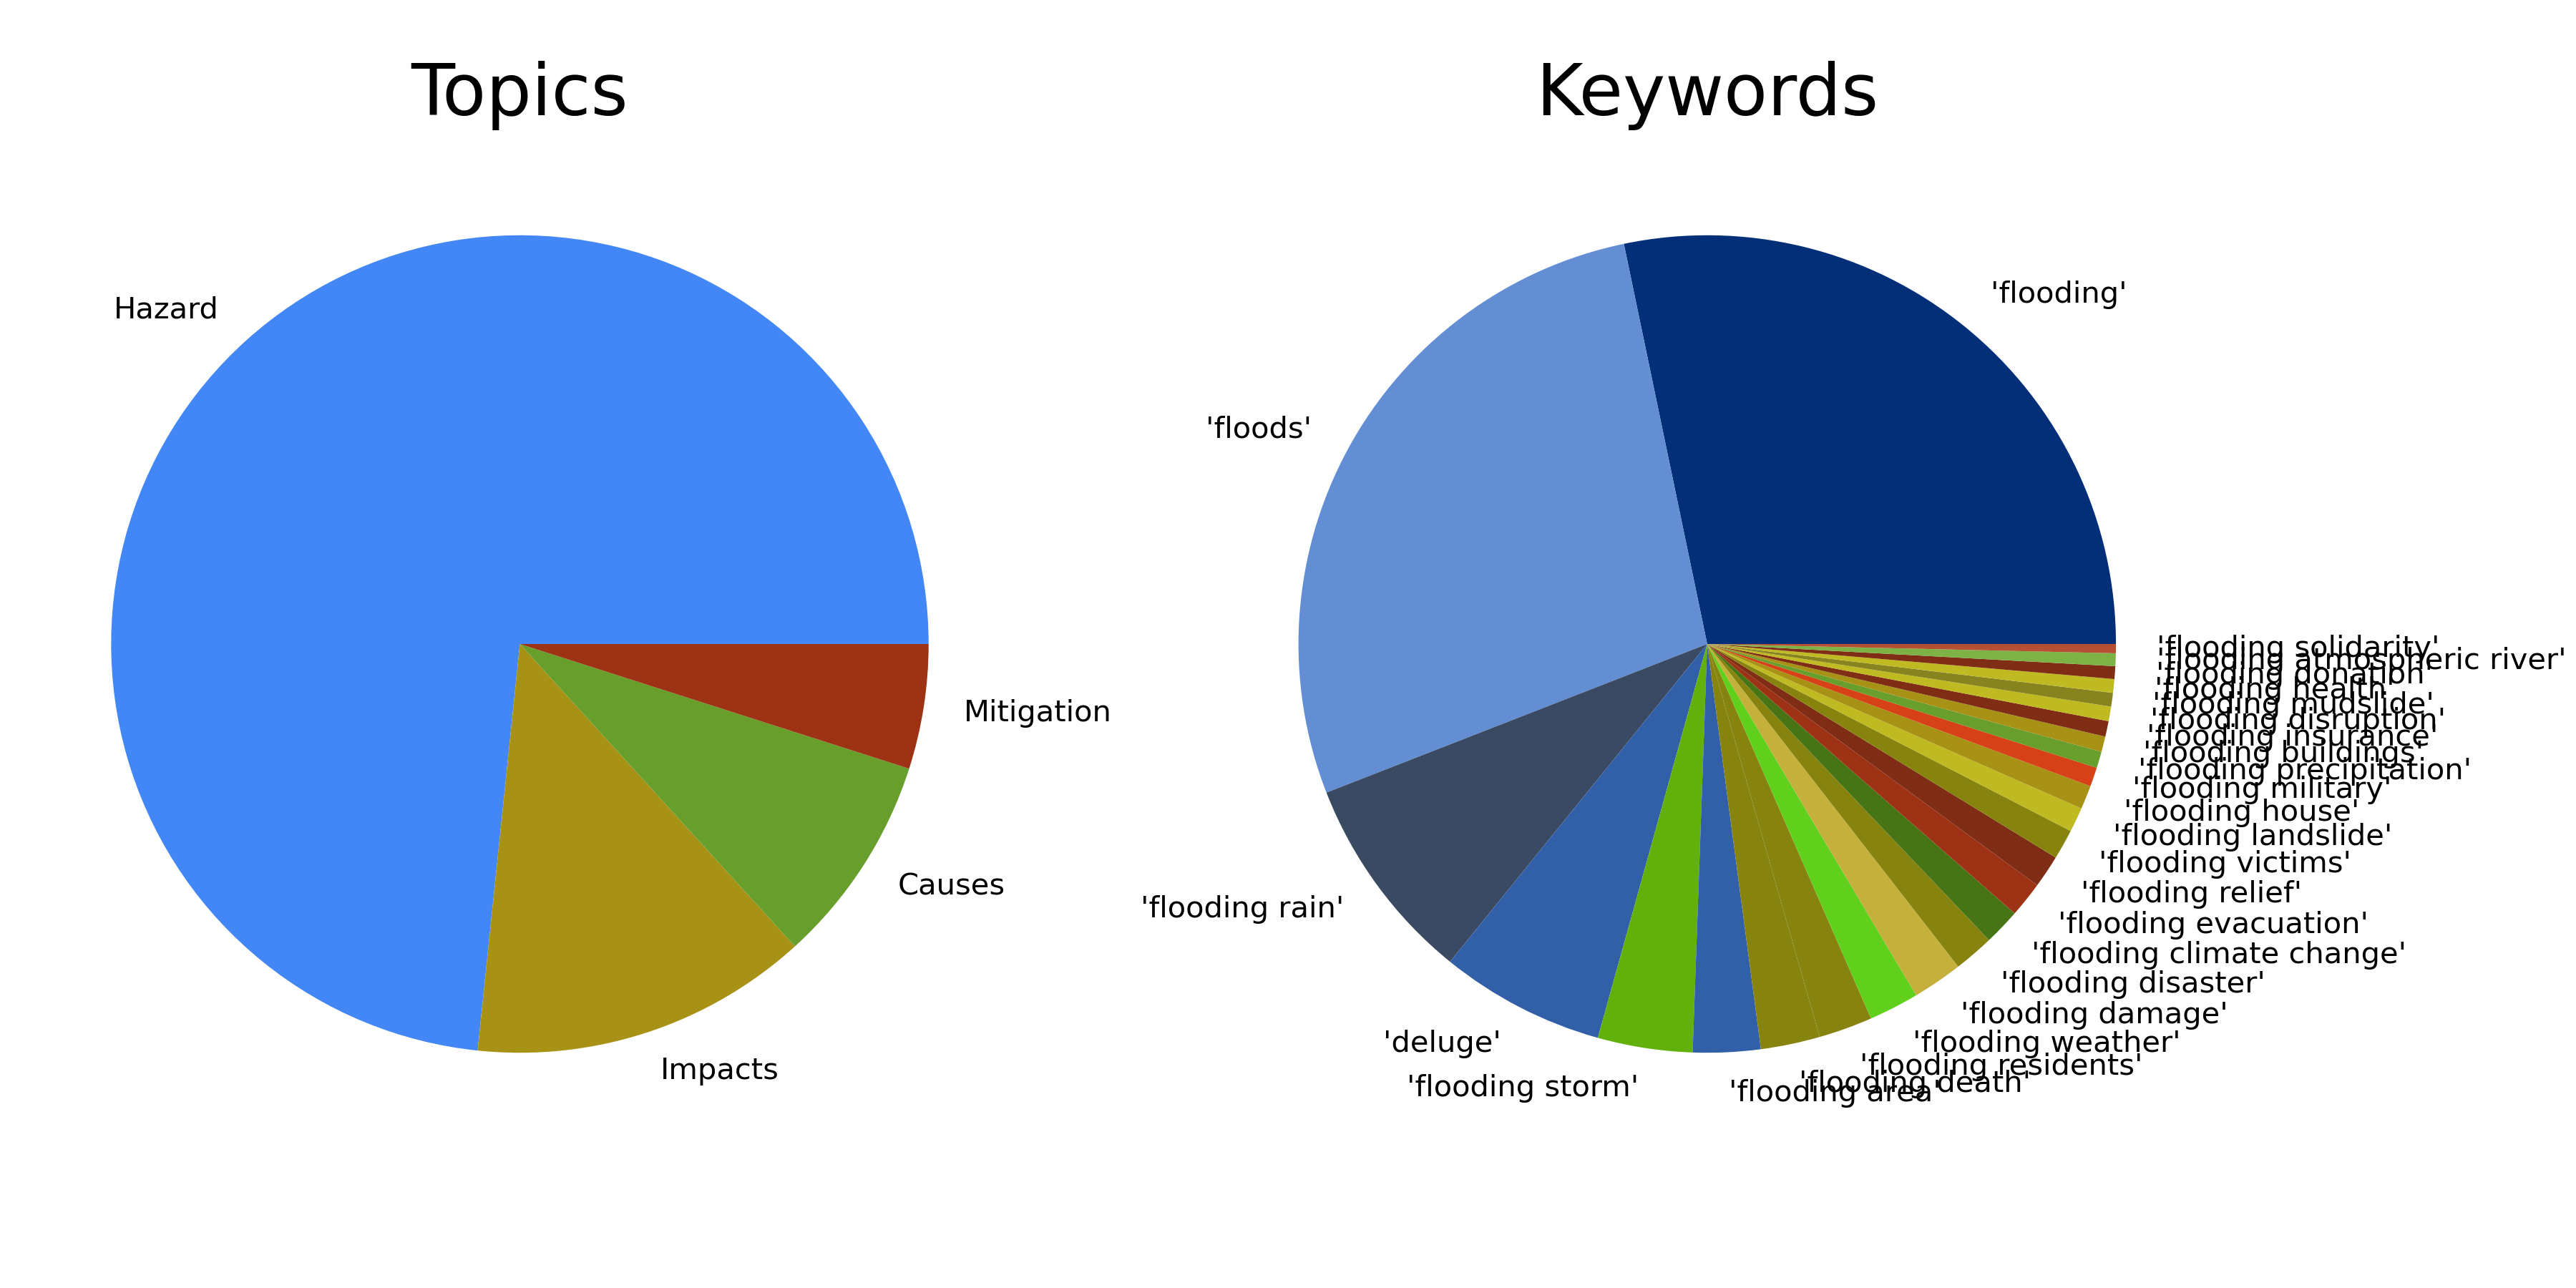 Topics
Hazard
Mitigation
Causes
Impacts
Keywords
'flooding'
'floods'
'flooding rain'
'deluge'
'flooding storm'
'flooding area'
'flooding death'
'flooding residents'
'flooding weather'
'flooding damage'
'flooding disaster'
'flooding climate change'
'flooding evacuation'
'flooding relief'
'flooding victims'
'flooding landslide'
'flooding house'
'flooding military'
'flooding precipitation'
'flooding buildings'
'flooding insurance'
'flooding disruption'
'flooding mudslide'
'flooding health'
'flooding donation'
'flooding atmospheric river'
'flooding solidarity'